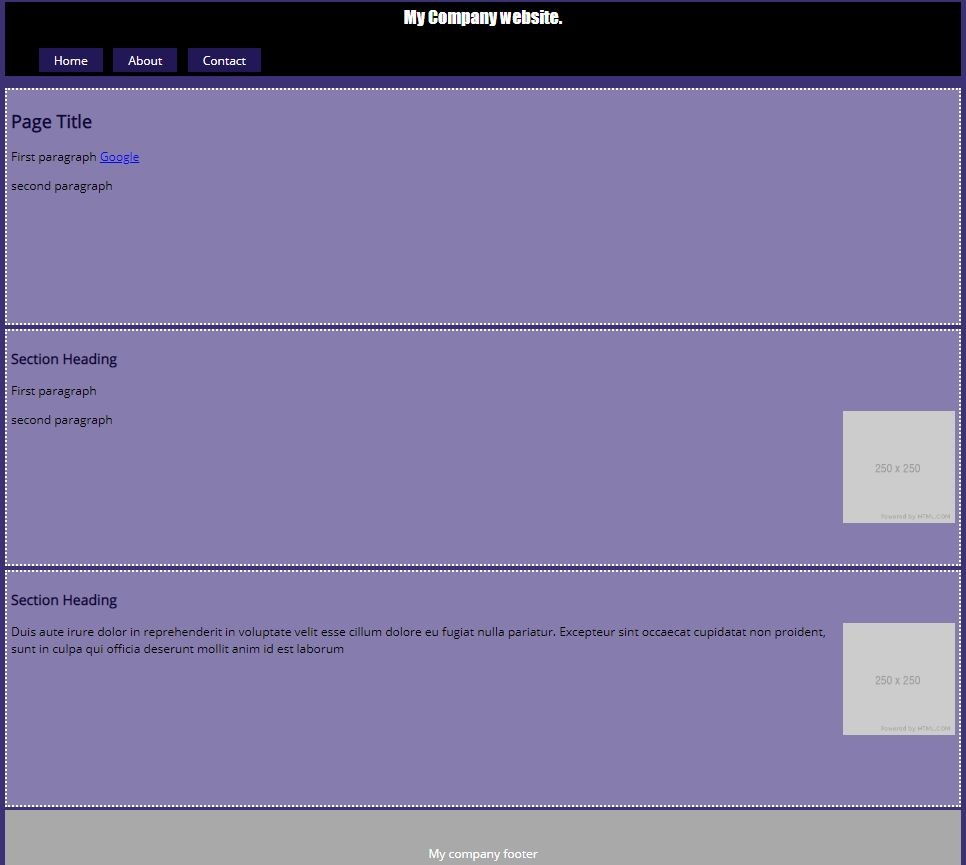 My Company website.
Home About Contact
Page Title
First paragraph Google
second paragraph
Section Heading
First paragraph
second paragraph
250 x 250
Powered by HTML.COM
Section Heading
Duis aute irure dolor in reprehenderit in voluptate velit esse cillum dolore eu fugiat nulla pariatur. Excepteur sint occaecat cupidatat non proident,
sunt in culpa qui officia deserunt mollit anim id est laborum
250 x 250
Powered by HTML.COM
My company footer